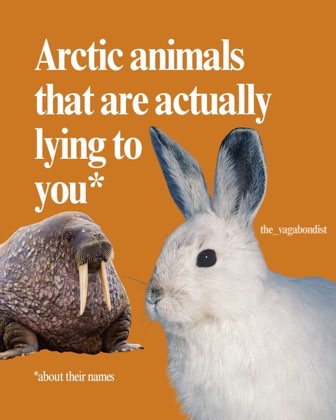 Arctic animals
that are actually
lying to
you*
the_vagabondist
*about their names